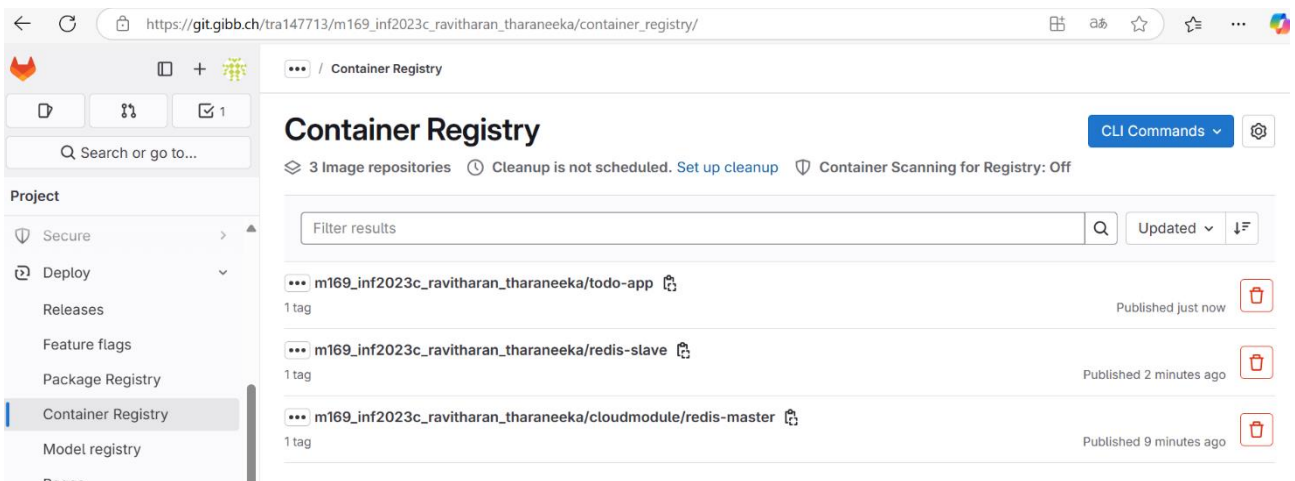 https://git.gibb.ch/tra147713/m169_inf2023c_ravitharan_tharaneeka/container_registry/
/ Container Registry
1
Search or go to...
Project
Secure
Deploy
Releases
Feature flags
Package Registry
Container Registry
Model registry
Container Registry
CLI Commands
3 Image repositories Cleanup is not scheduled. Set up cleanup Container Scanning for Registry: Off
Filter results
Updated
m169_inf2023c_ravitharan_tharaneeka/todo-app
1 tag Published just now
m169_inf2023c_ravitharan_tharaneeka/redis-slave
1 tag Published 2 minutes ago
m169_inf2023c_ravitharan_tharaneeka/cloudmodule/redis-master
1 tag Published 9 minutes ago